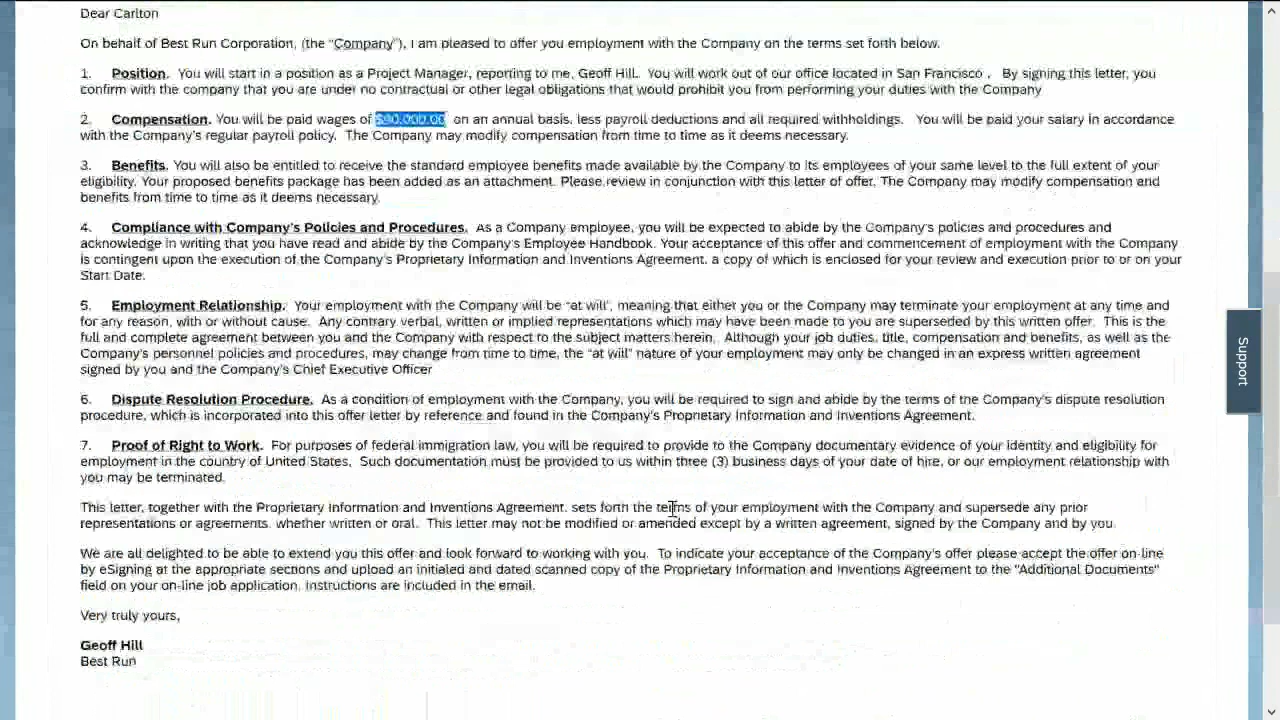 Dear Carlton
On behalf of Best Run Corporation, (the "Company"), I am pleased to offer you employment with the Company on the terms set forth below.
1. Position. You will start in a position as a Project Manager, reporting to me, Geoff Hill. You will work out of our office located in San Francisco . By signing this letter, you
confirm with the company that you are under no contractual or other legal obligations that would prohibit you from performing your duties with the Company
2. Compensation. You will be paid wages of $90,000.00 on an annual basis, less payroll deductions and all required withholdings. You will be paid your salary in accordance
with the Company's regular payroll policy. The Company may modify compensation from time to time as it deems necessary.
3. Benefits. You will also be entitled to receive the standard employee benefits made available by the Company to its employees of your same level to the full extent of your
eligibility. Your proposed benefits package has been added as an attachment. Please review in conjunction with this letter of offer. The Company may modify compensation and
benefits from time to time as it deems necessary.
4. Compliance with Company's Policies and Procedures. As a Company employee, you will be expected to abide by the Company's policies and procedures and
acknowledge in writing that you have read and abide by the Company's Employee Handbook. Your acceptance of this offer and commencement of employment with the Company
is contingent upon the execution of the Company's Proprietary Information and Inventions Agreement, a copy of which is enclosed for your review and execution prior to or on your
Start Date.
5. Employment Relationship. Your employment with the Company will be "at will", meaning that either you or the Company may terminate your employment at any time and
for any reason, with or without cause. Any contrary verbal, written or implied representations which may have been made to you are superseded by this written offer. This is the
full and complete agreement between you and the Company with respect to the subject matters herein. Although your job duties, title, compensation and benefits, as well as the
Company's personnel policies and procedures, may change from time to time, the "at will" nature of your employment may only be changed in an express written agreement
signed by you and the Company's Chief Executive Officer
6. Dispute Resolution Procedure. As a condition of employment with the Company, you will be required to sign and abide by the terms of the Company's dispute resolution
procedure, which is incorporated into this offer letter by reference and found in the Company's Proprietary Information and Inventions Agreement.
7. Proof of Right to Work. For purposes of federal immigration law, you will be required to provide to the Company documentary evidence of your identity and eligibility for
employment in the country of United States. Such documentation must be provided to us within three (3) business days of your date of hire, or our employment relationship with
you may be terminated.
This letter, together with the Proprietary Information and Inventions Agreement, sets forth the terms of your employment with the Company and supersede any prior
representations or agreements, whether written or oral. This letter may not be modified or amended except by a written agreement, signed by the Company and by you.
We are all delighted to be able to extend you this offer and look forward to working with you. To indicate your acceptance of the Company's offer please accept the offer on-line
by eSigning at the appropriate sections and upload an initialed and dated scanned copy of the Proprietary Information and Inventions Agreement to the "Additional Documents"
field on your on-line job application. Instructions are included in the email.
Very truly yours,
Geoff Hill
Best Run
Support